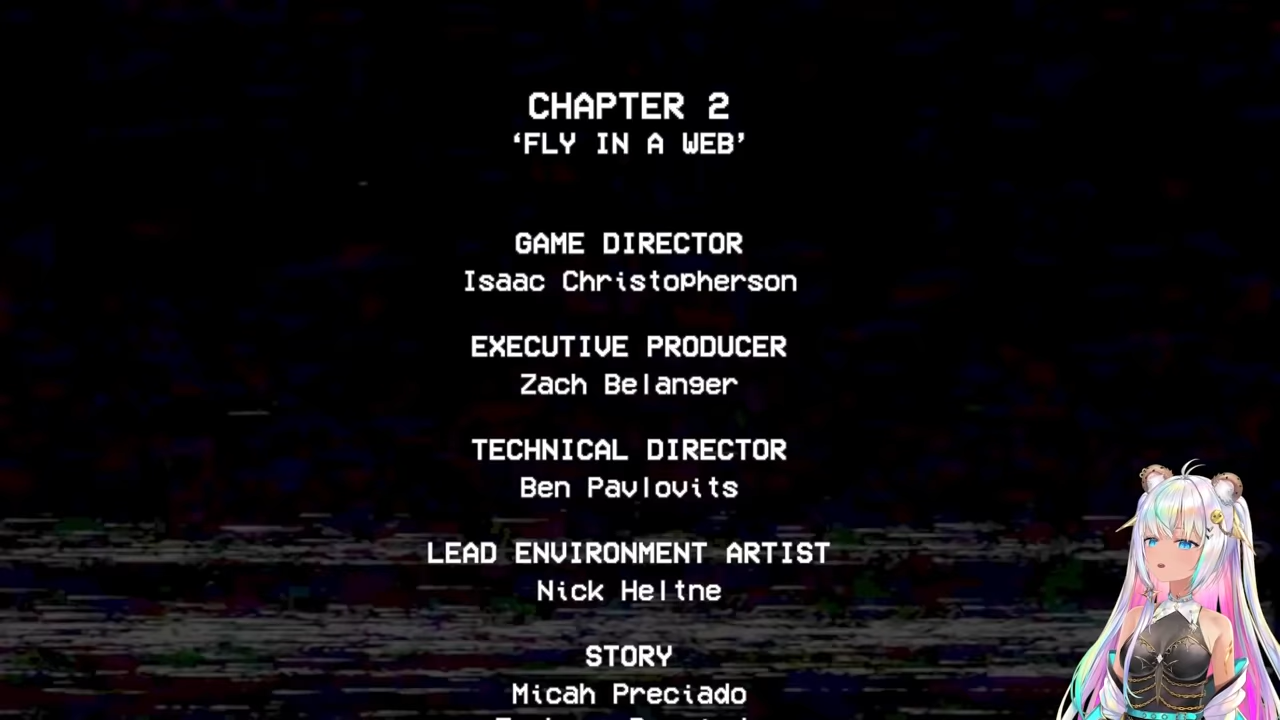 CHAPTER 2
‘FLY IN A WEB’
GAME DIRECTOR
Isaac Christopherson
EXECUTIVE PRODUCER
Zach Belanger
TECHNICAL DIRECTOR
Ben Pavlovits
LEAD ENVIRONMENT ARTIST
Nick Heltne
STORY
Micah Preciado